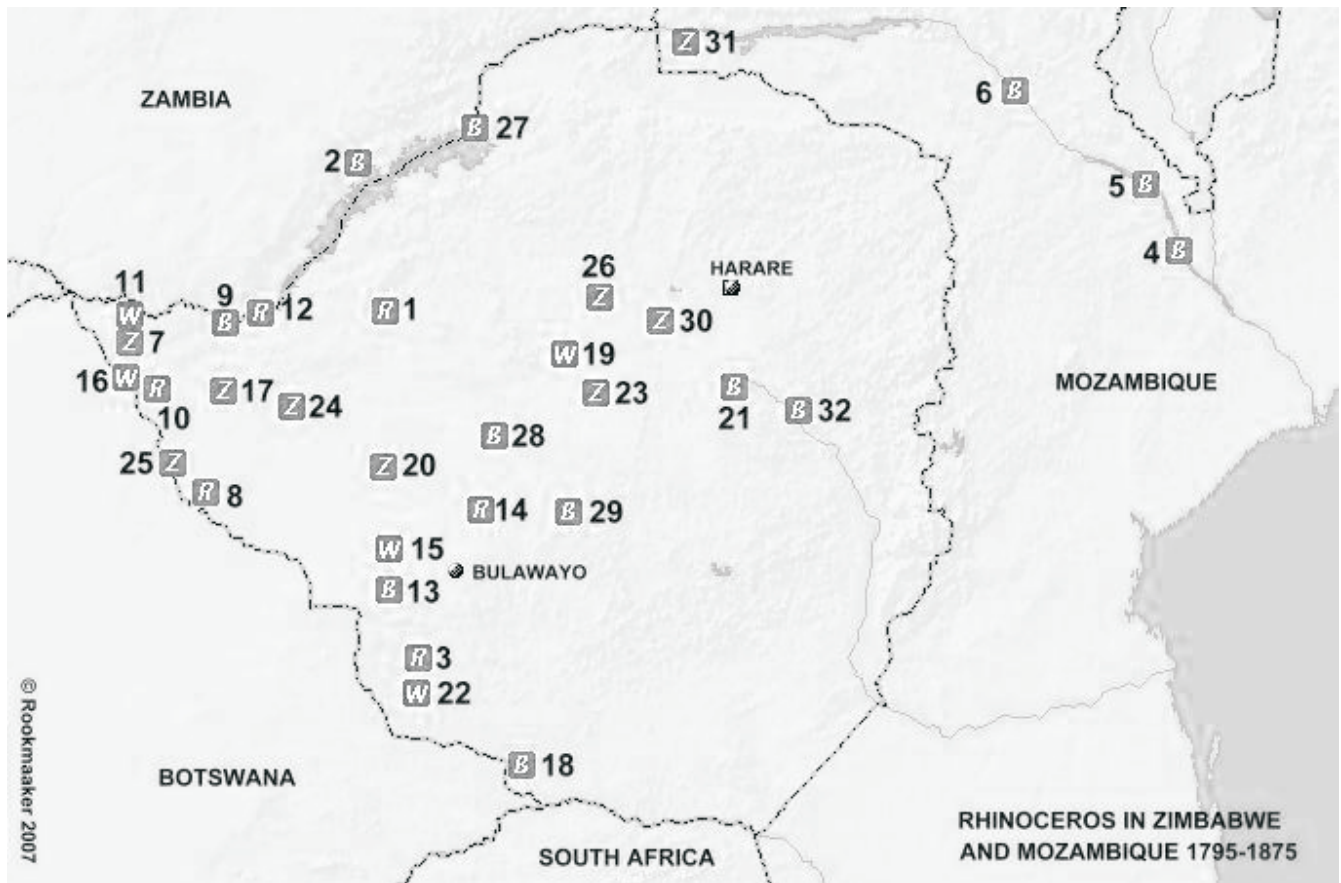 Z 31
ZAMBIA
6 B
B 27
2 B
5 B
4 B
HARARE
26
Z
11
W
9
B
R 12
R 1
Z 30
Z 7
W 19
16 W
R
10
Z 17
Z 24
Z 23
B
21
B 32
MOZAMBIQUE
B 28
25 Z
Z 20
R 8
R 14
B 29
W 15
BULAWAYO
B 13
R 3
W 22
B 18
BOTSWANA
SOUTH AFRICA
RHINOCEROS IN ZIMBABWE
AND MOZAMBIQUE 1795-1875
© Rookmaaker 2007